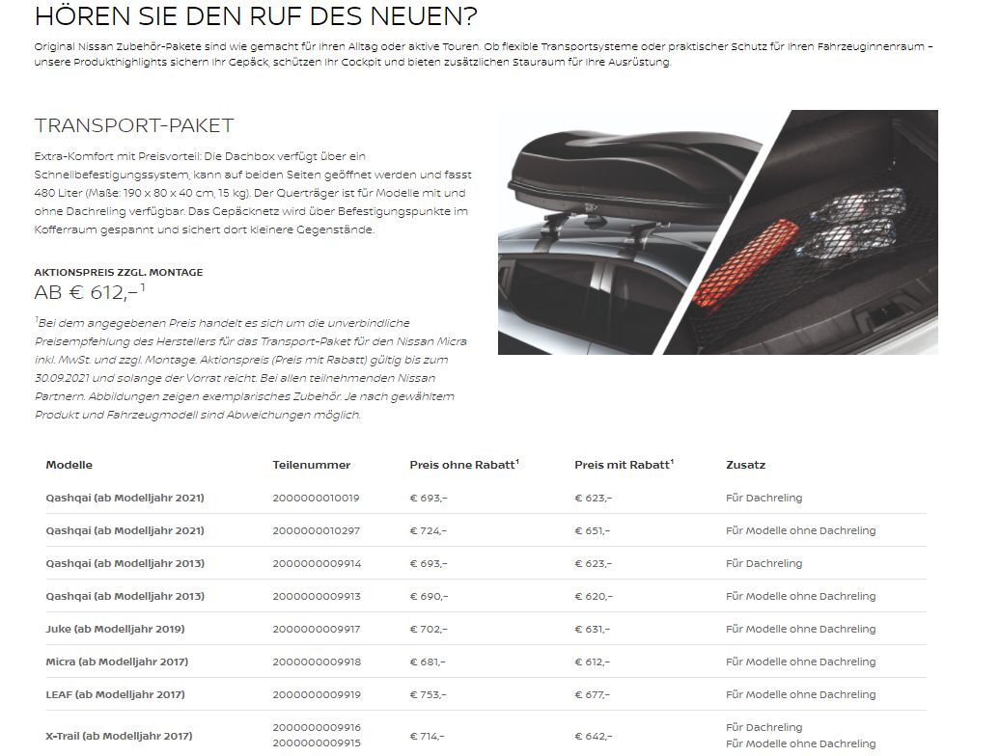 HÖREN SIE DEN RUF DES NEUEN?
Original Nissan Zubehör-Pakete sind wie gemacht für Ihren Alltag oder aktive Touren. Ob flexible Transportsysteme oder praktischer Schutz für Ihren Fahrzeuginnenraum –
unsere Produkthighlights sichern Ihr Gepäck, schützen Ihr Cockpit und bieten zusätzlichen Stauraum für Ihre Ausrüstung.
TRANSPORT-PAKET
Extra-Komfort mit Preisvorteil: Die Dachbox verfügt über ein
Schnellbefestigungssystem, kann auf beiden Seiten geöffnet werden und fasst
480 Liter (Maße: 190 x 80 x 40 cm, 15 kg). Der Querträger ist für Modelle mit und
ohne Dachreling verfügbar. Das Gepäcknetz wird über Befestigungspunkte im
Kofferraum gespannt und sichert dort kleinere Gegenstände.
AKTIONSPREIS ZZGL. MONTAGE
AB € 612,–¹
¹Bei dem angegebenen Preis handelt es sich um die unverbindliche
Preisempfehlung des Herstellers für das Transport-Paket für den Nissan Micra
inkl. MwSt. und zzgl. Montage. Aktionspreis (Preis mit Rabatt) gültig bis zum
30.09.2021 und solange der Vorrat reicht. Bei allen teilnehmenden Nissan
Partnern. Abbildungen zeigen exemplarisches Zubehör. Je nach gewähltem
Produkt und Fahrzeugmodell sind Abweichungen möglich.
Modelle Teilenummer Preis ohne Rabatt¹ Preis mit Rabatt¹ Zusatz
Qashqai (ab Modelljahr 2021) 2000000010019 € 693,– € 623,– Für Dachreling
Qashqai (ab Modelljahr 2021) 2000000010297 € 724,– € 651,– Für Modelle ohne Dachreling
Qashqai (ab Modelljahr 2013) 2000000009914 € 693,– € 623,– Für Dachreling
Qashqai (ab Modelljahr 2013) 2000000009913 € 690,– € 620,– Für Modelle ohne Dachreling
Juke (ab Modelljahr 2019) 2000000009917 € 702,– € 631,– Für Modelle ohne Dachreling
Micra (ab Modelljahr 2017) 2000000009918 € 681,– € 612,– Für Modelle ohne Dachreling
LEAF (ab Modelljahr 2017) 2000000009919 € 753,– € 677,– Für Modelle ohne Dachreling
X-Trail (ab Modelljahr 2017) 2000000009916 € 714,– € 642,– Für Dachreling
2000000009915 Für Modelle ohne Dachreling